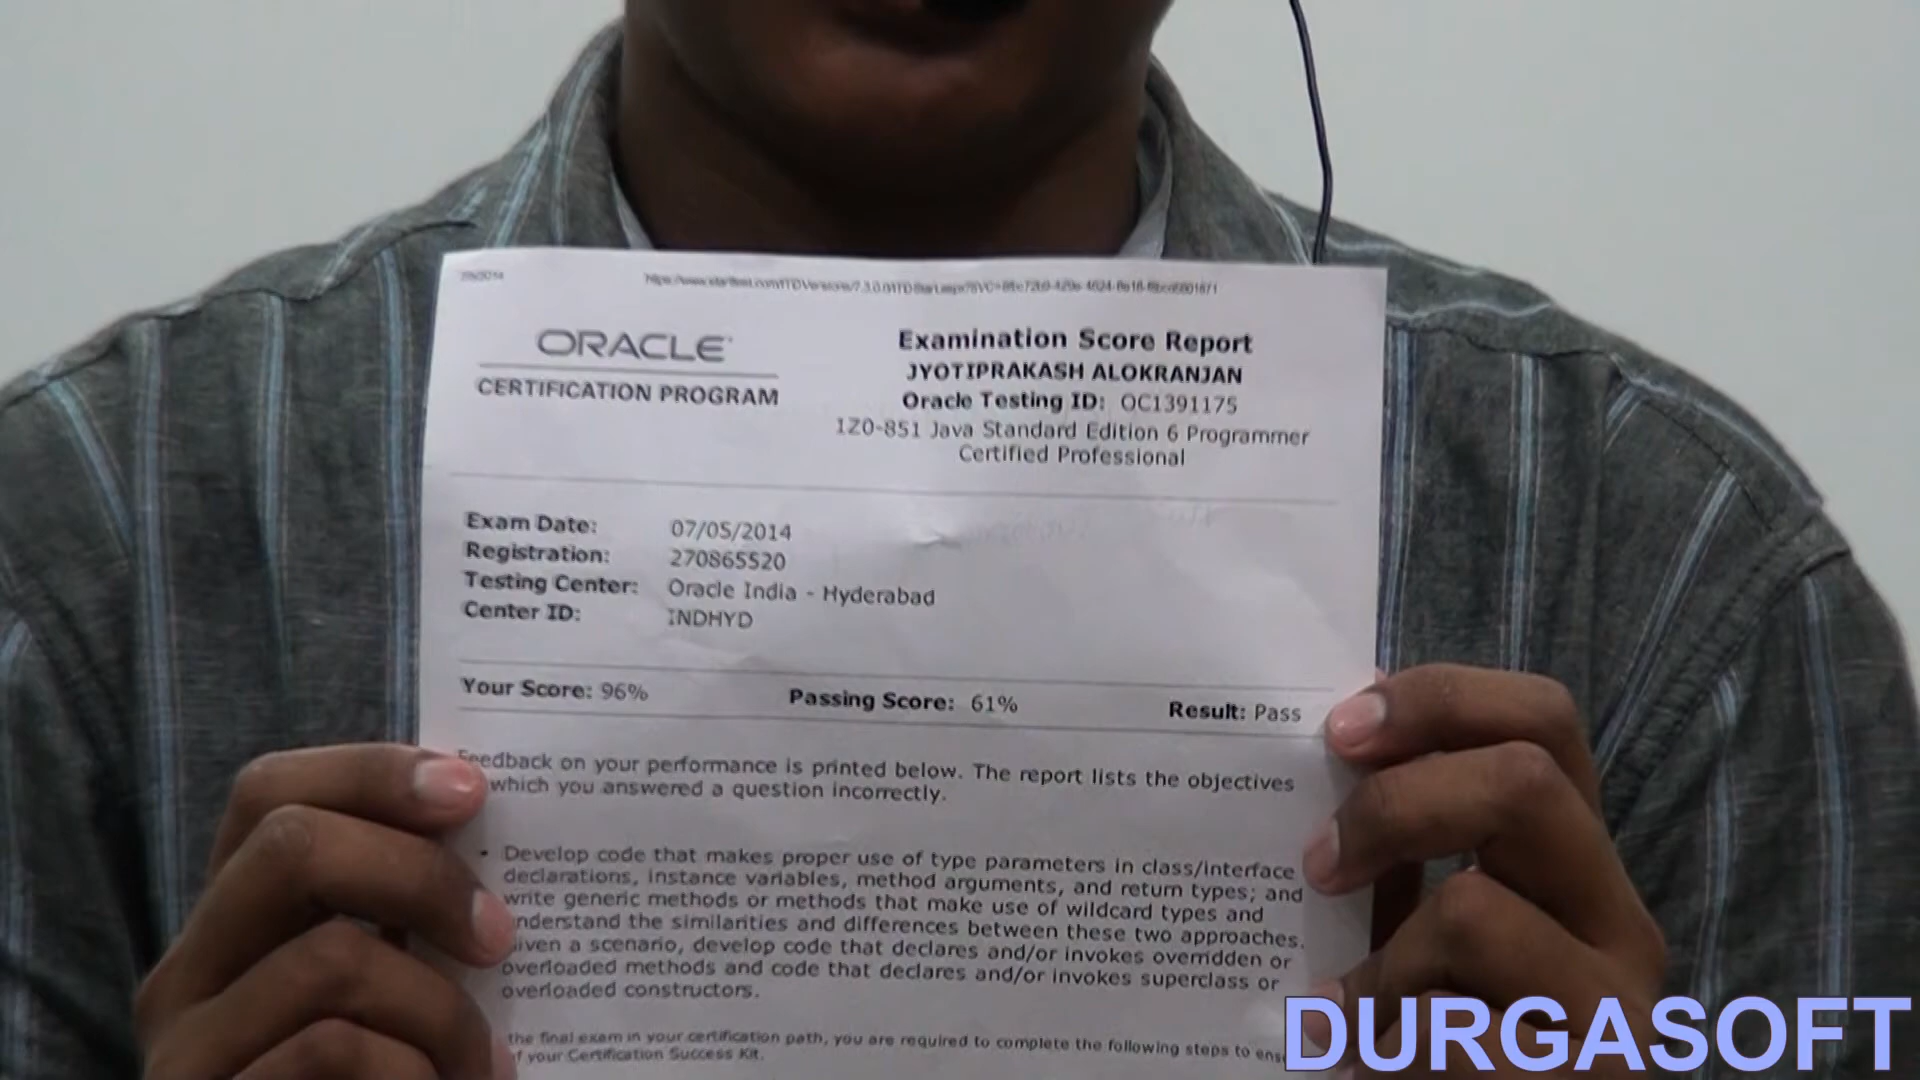 ORACLE
CERTIFICATION PROGRAM
Examination Score Report
JYOTIPRAKASH ALOKRANJAN
Oracle Testing ID: OC1391175
1Z0-851 Java Standard Edition 6 Programmer
Certified Professional
Exam Date: 07/05/2014
Registration: 270865520
Testing Center: Oracle India - Hyderabad
Center ID: INDHYD
Your Score: 96% Passing Score: 61% Result: Pass
Feedback on your performance is printed below. The report lists the objectives
which you answered a question incorrectly.
• Develop code that makes proper use of type parameters in class/interface
declarations, instance variables, method arguments, and return types; and
write generic methods or methods that make use of wildcard types and
understand the similarities and differences between these two approaches.
Given a scenario, develop code that declares and/or invokes overridden or
overloaded methods and code that declares and/or invokes superclass or
overloaded constructors.
the final exam in your certification path, you are required to complete the following steps to
your Certification Success Kit.
DURGASOFT